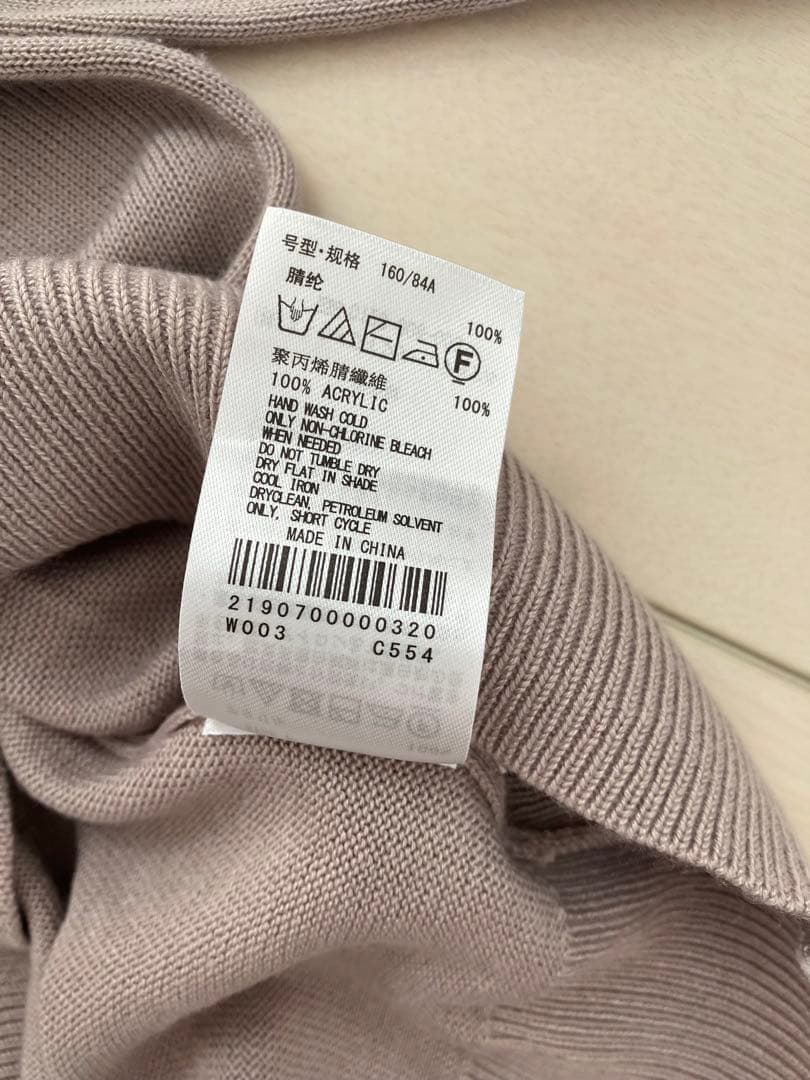 号型·规格 160/84A
腈纶 100%
F
聚丙烯腈纖維
100% ACRYLIC 100%
HAND WASH COLD
ONLY NON-CHLORINE BLEACH
WHEN NEEDED
DO NOT TUMBLE DRY
DRY FLAT IN SHADE
COOL IRON
DRYCLEAN, PETROLEUM SOLVENT
ONLY, SHORT CYCLE
MADE IN CHINA
2190700000320
W003 C554